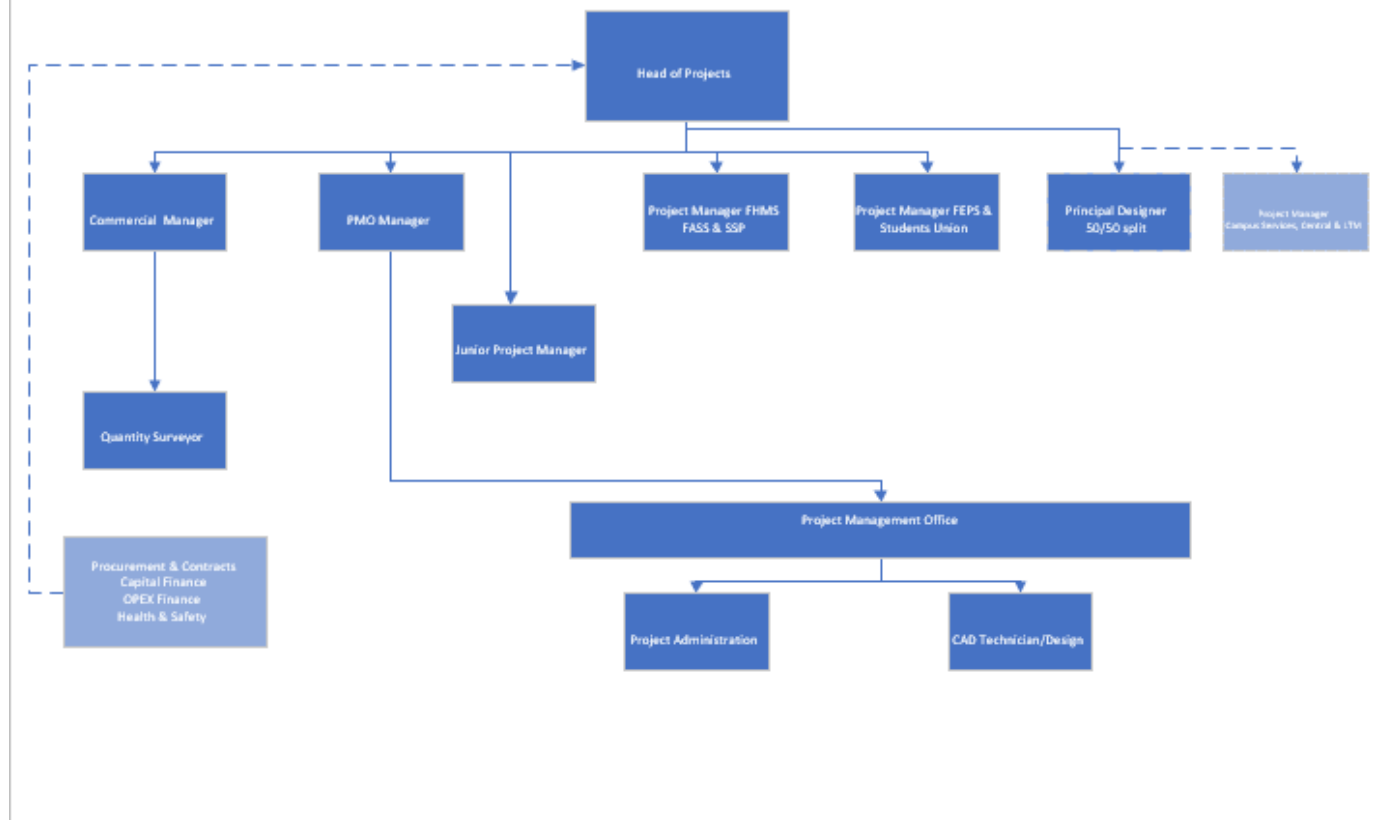 Head of Projects
Commercial Manager
PMO Manager
Project Manager FHMS
FASS & SSP
Project Manager FEPS &
Students Union
Principal Designer
50/50 split
Project Manager
Campus Services, Central & LTM
Junior Project Manager
Quantity Surveyor
Project Management Office
Procurement & Contracts
Capital Finance
OPEX Finance
Health & Safety
Project Administration
CAD Technician/Design